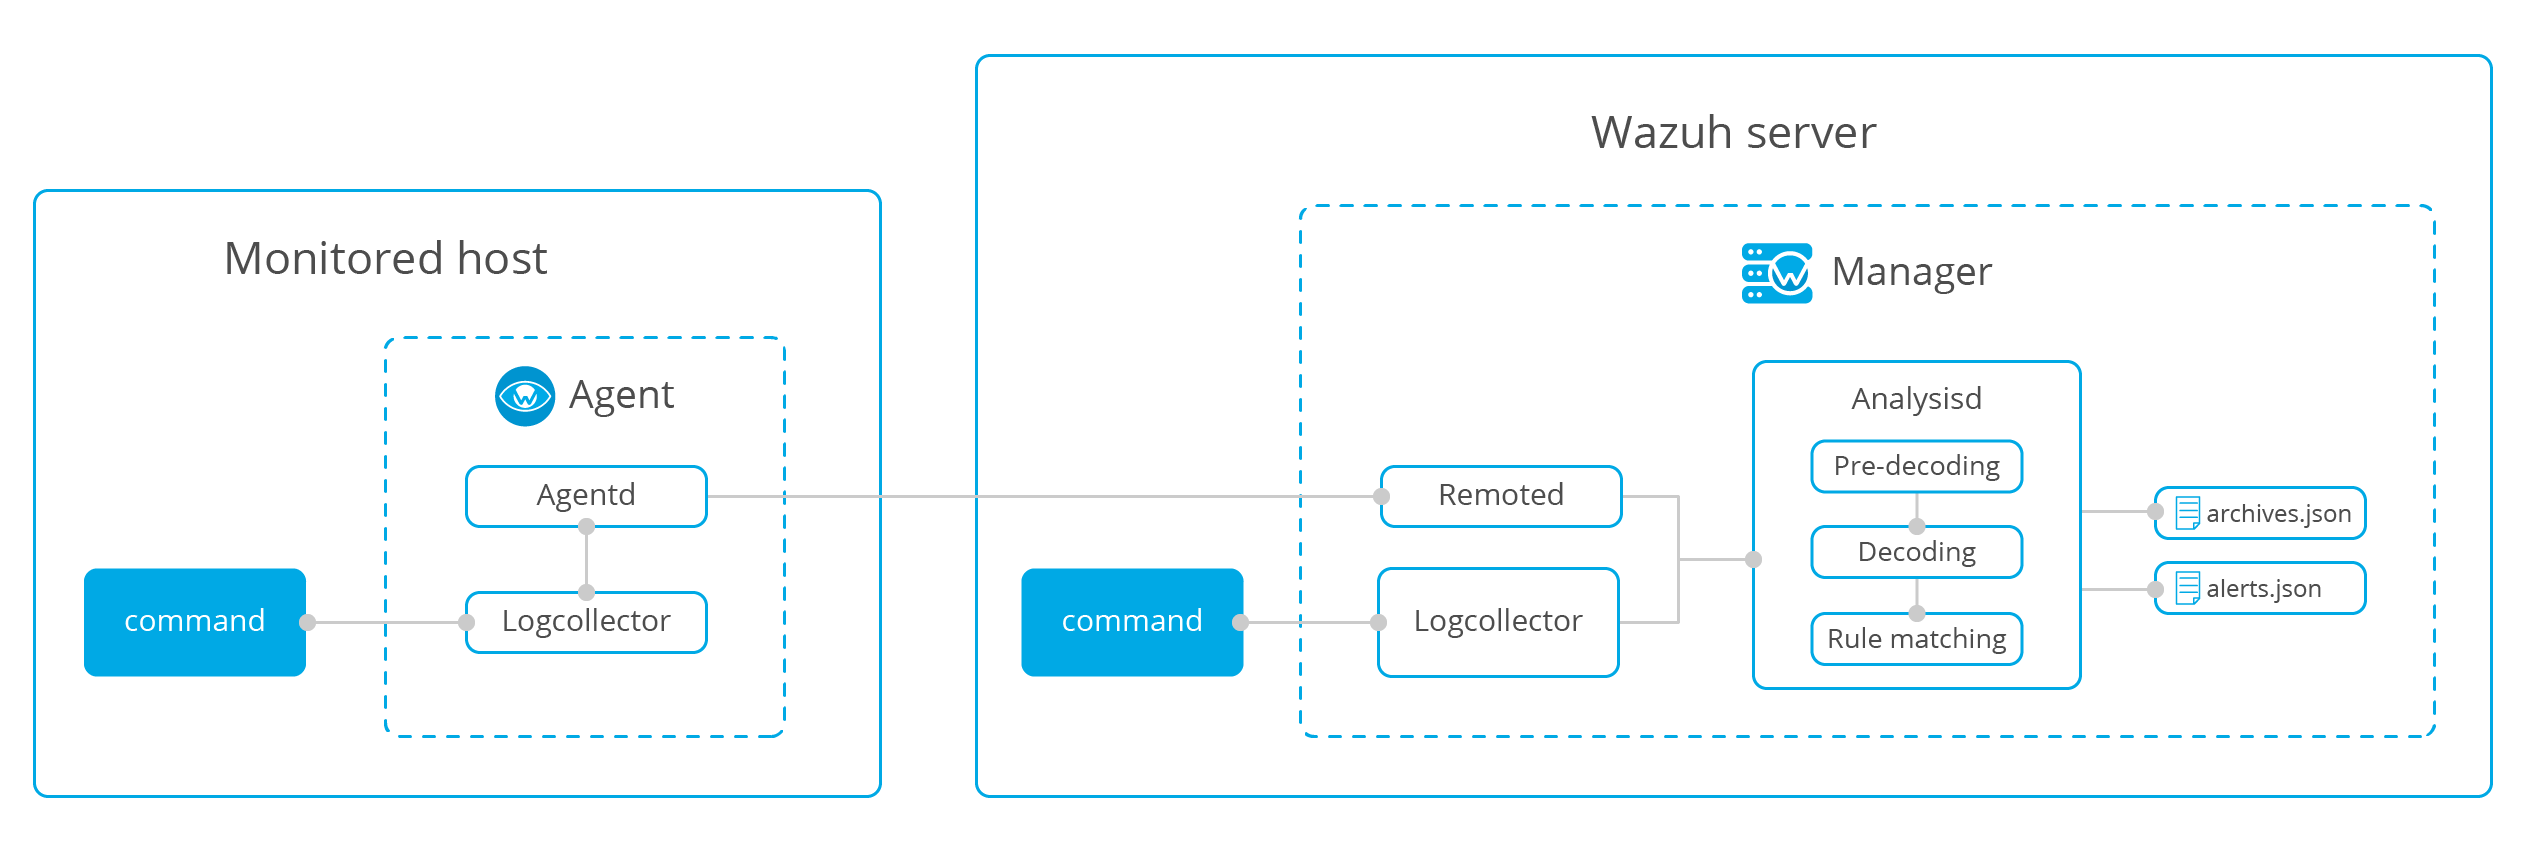 Monitored host
Agent
Agentd
command
Logcollector
Wazuh server
Manager
Remoted
command
Logcollector
Analysisd
Pre-decoding
Decoding
Rule matching
archives.json
alerts.json